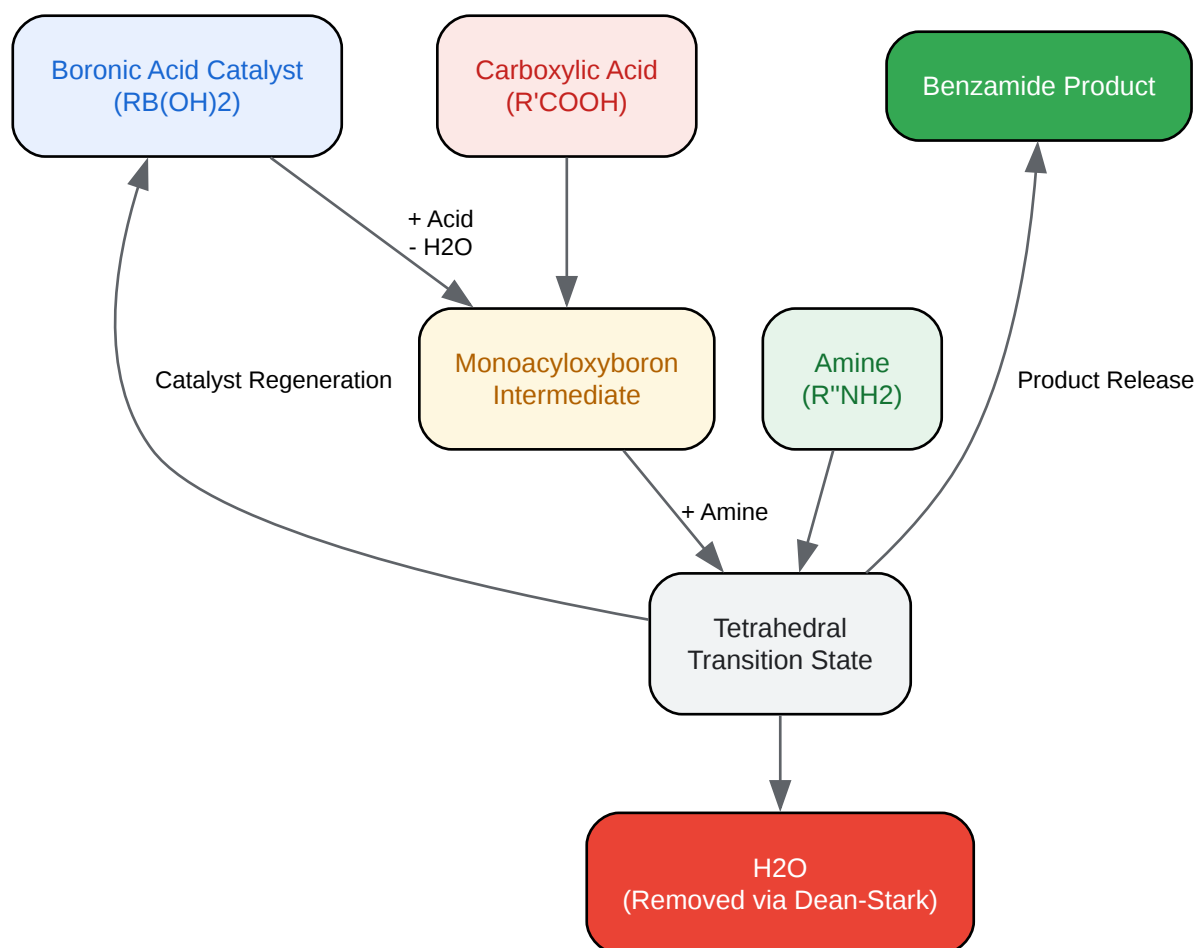 Boronic Acid Catalyst
(RB(OH)2)
Carboxylic Acid
(R'COOH)
Benzamide Product
+ Acid
- H2O
Catalyst Regeneration
Monoacyloxyboron
Intermediate
Amine
(R"NH2)
Product Release
+ Amine
Tetrahedral
Transition State
H2O
(Removed via Dean-Stark)